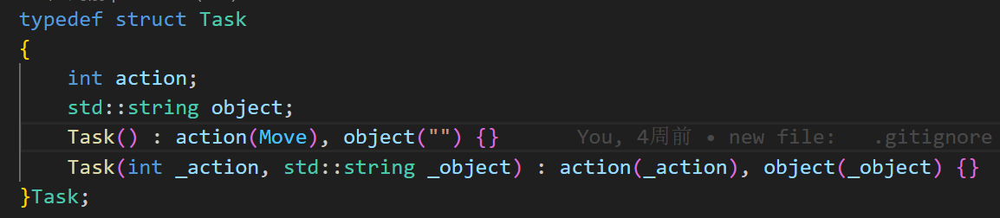 typedef struct Task
{
    int action;
    std::string object;
    Task() : action(Move), object("") {}    You, 4周前 • new file:   .gitignore
    Task(int _action, std::string _object) : action(_action), object(_object) {}
}Task;